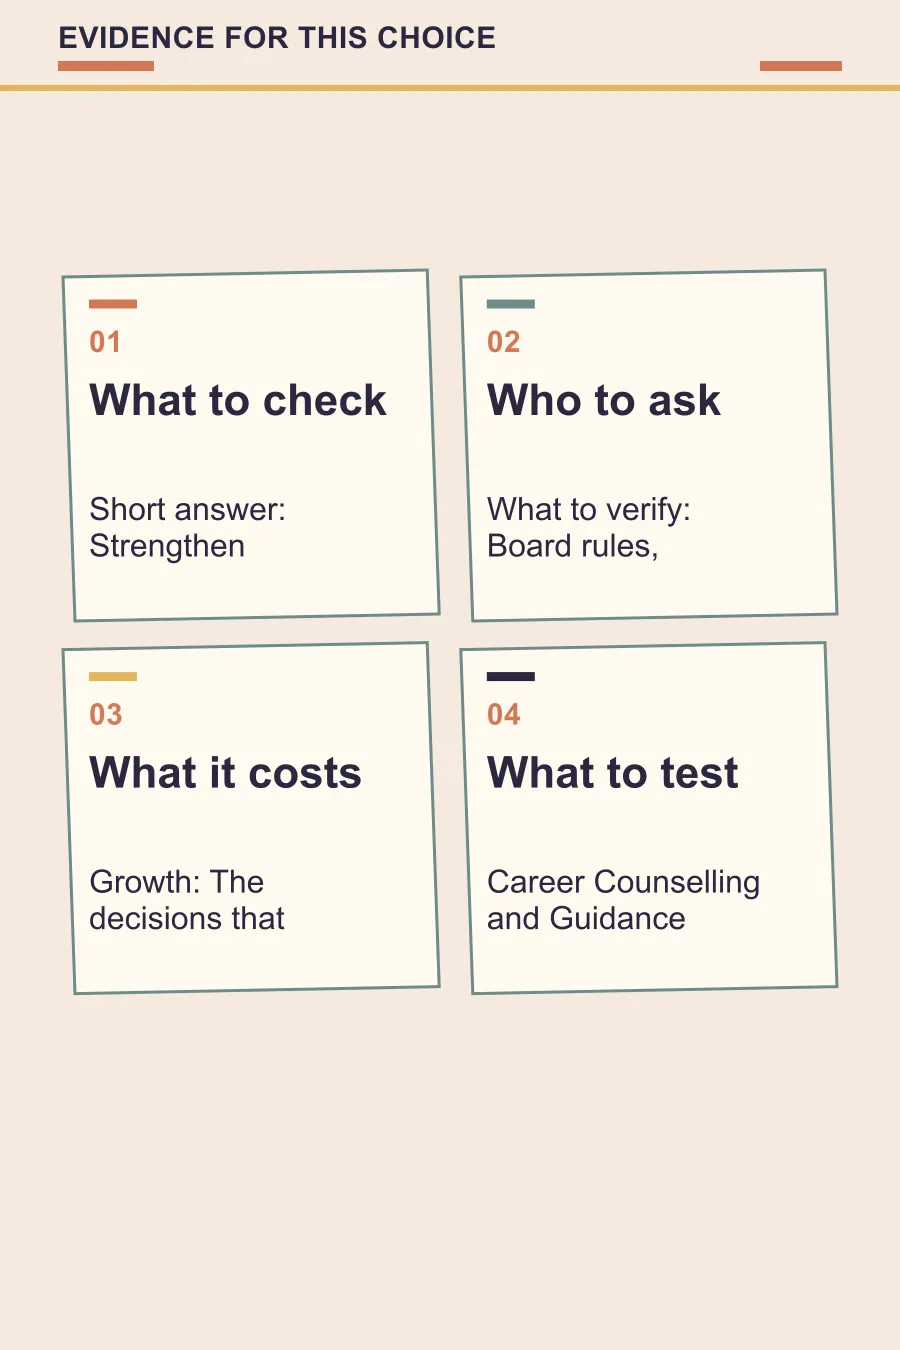 EVIDENCE FOR THIS CHOICE
01
What to check
Short answer:
Strengthen
02
Who to ask
What to verify:
Board rules,
03
What it costs
Growth: The
decisions that
04
What to test
Career Counselling
and Guidance